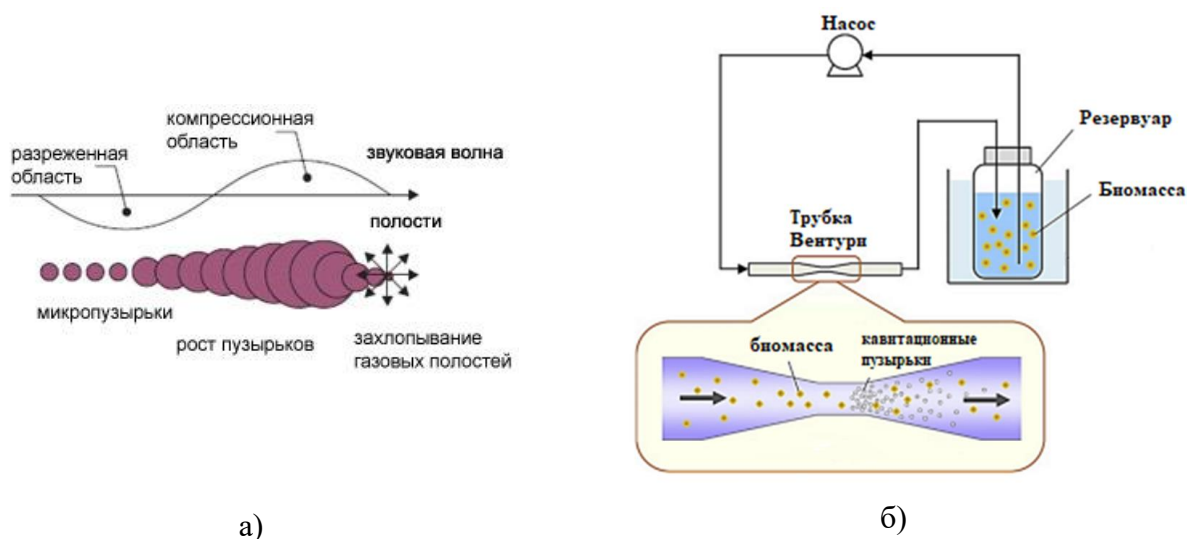 компрессионная
область
разреженная
область
звуковая волна
полости
микропузырьки
рост пузырьков
захлопывание
газовых полостей
а)
Насос
Резервуар
Биомасса
Трубка
Вентури
биомасса
кавитационные
пузырьки
б)